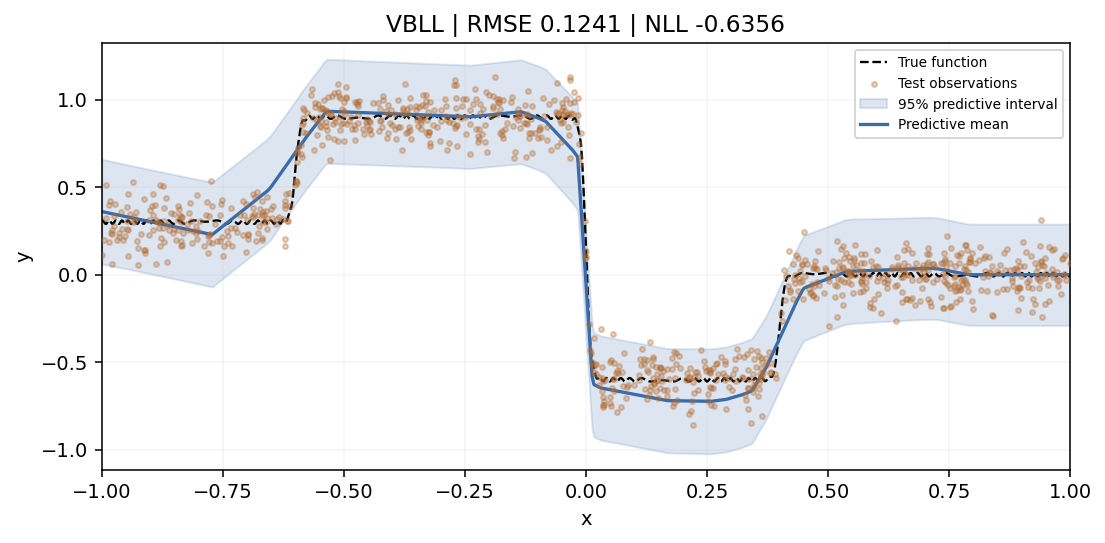 VBLL | RMSE 0.1241 | NLL -0.6356
True function
Test observations
95% predictive interval
Predictive mean
y
1.0
0.5
0.0
−0.5
−1.0
−1.00 −0.75 −0.50 −0.25 0.00 0.25 0.50 0.75 1.00
x